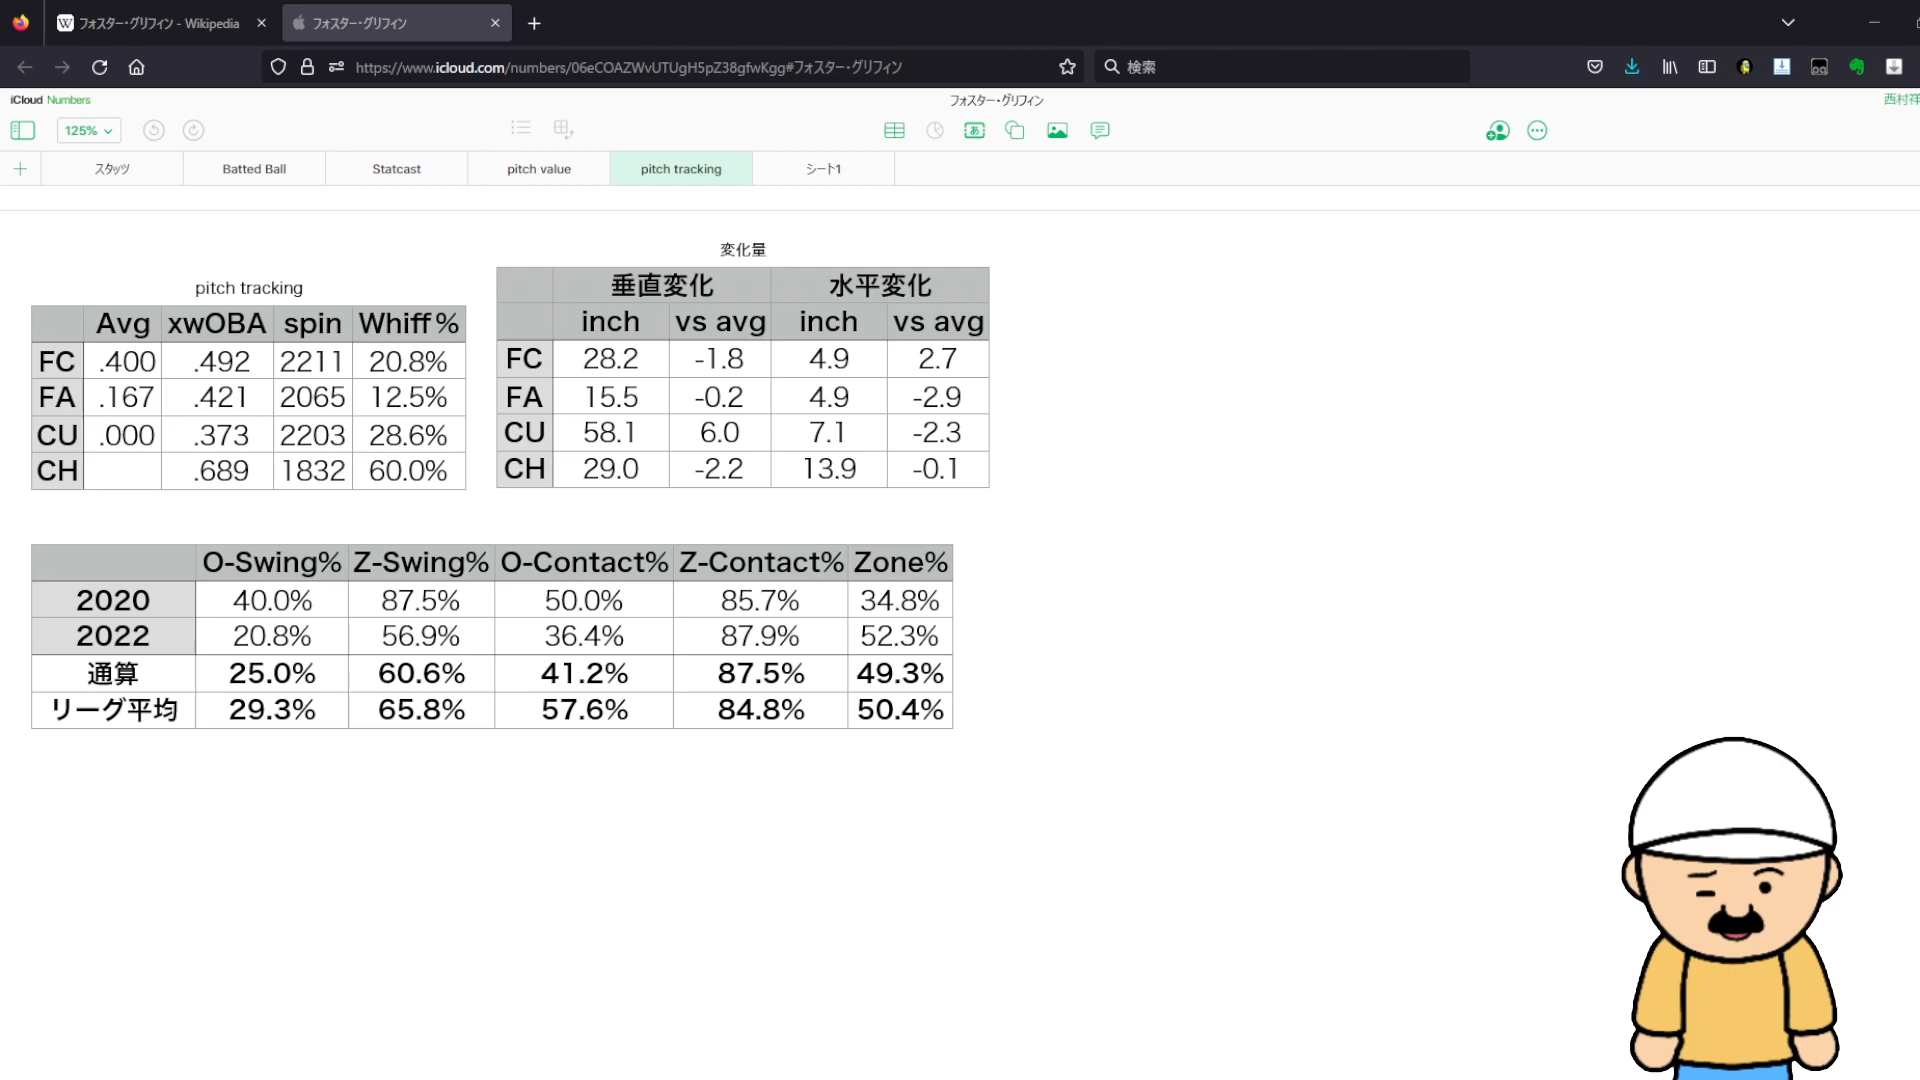 フォスター・グリフィン - Wikipedia
フォスター・グリフィン
https://www.icloud.com/numbers/06eCOAZWvUTUgH5pZ38gfwKgg#フォスター・グリフィン
検索
iCloud Numbers
フォスター・グリフィン
西村祥
125%
スタッツ Batted Ball Statcast pitch value pitch tracking シート1
変化量
pitch tracking
垂直変化 水平変化
inch vs avg inch vs avg
FC 28.2 -1.8 4.9 2.7
FA 15.5 -0.2 4.9 -2.9
CU 58.1 6.0 7.1 -2.3
CH 29.0 -2.2 13.9 -0.1
Avg xwOBA spin Whiff%
FC .400 .492 2211 20.8%
FA .167 .421 2065 12.5%
CU .000 .373 2203 28.6%
CH .689 1832 60.0%
O-Swing% Z-Swing% O-Contact% Z-Contact% Zone%
2020 40.0% 87.5% 50.0% 85.7% 34.8%
2022 20.8% 56.9% 36.4% 87.9% 52.3%
通算 25.0% 60.6% 41.2% 87.5% 49.3%
リーグ平均 29.3% 65.8% 57.6% 84.8% 50.4%